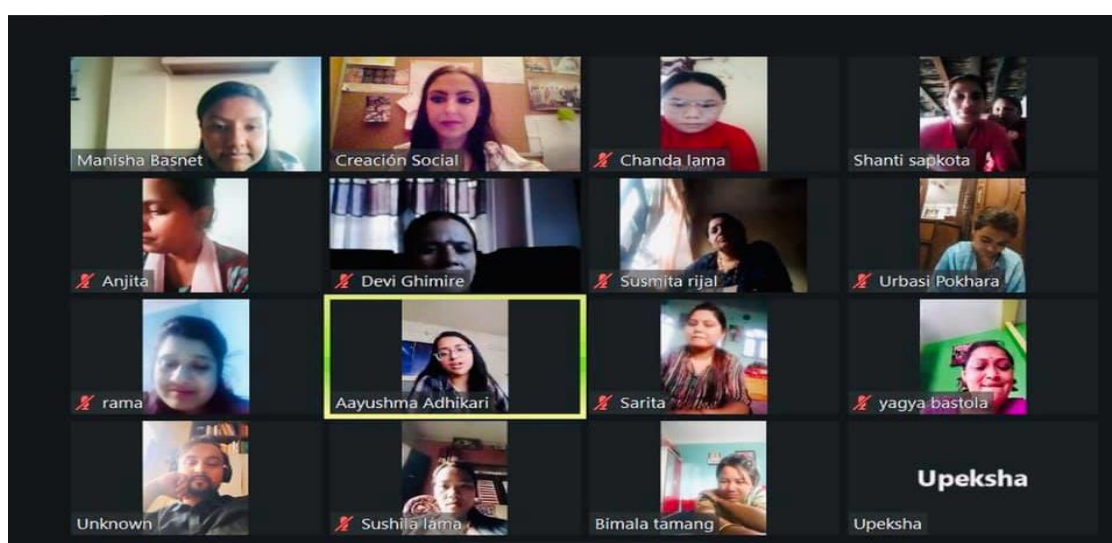 Manisha Basnet
Creación Social
Chanda lama
Shanti sapkota
Anjita
Devi Ghimire
Susmita rijal
Urbasi Pokhara
rama
Aayushma Adhikari
Sarita
yagya bastola
Unknown
Sushila lama
Bimala tamang
Upeksha
Upeksha